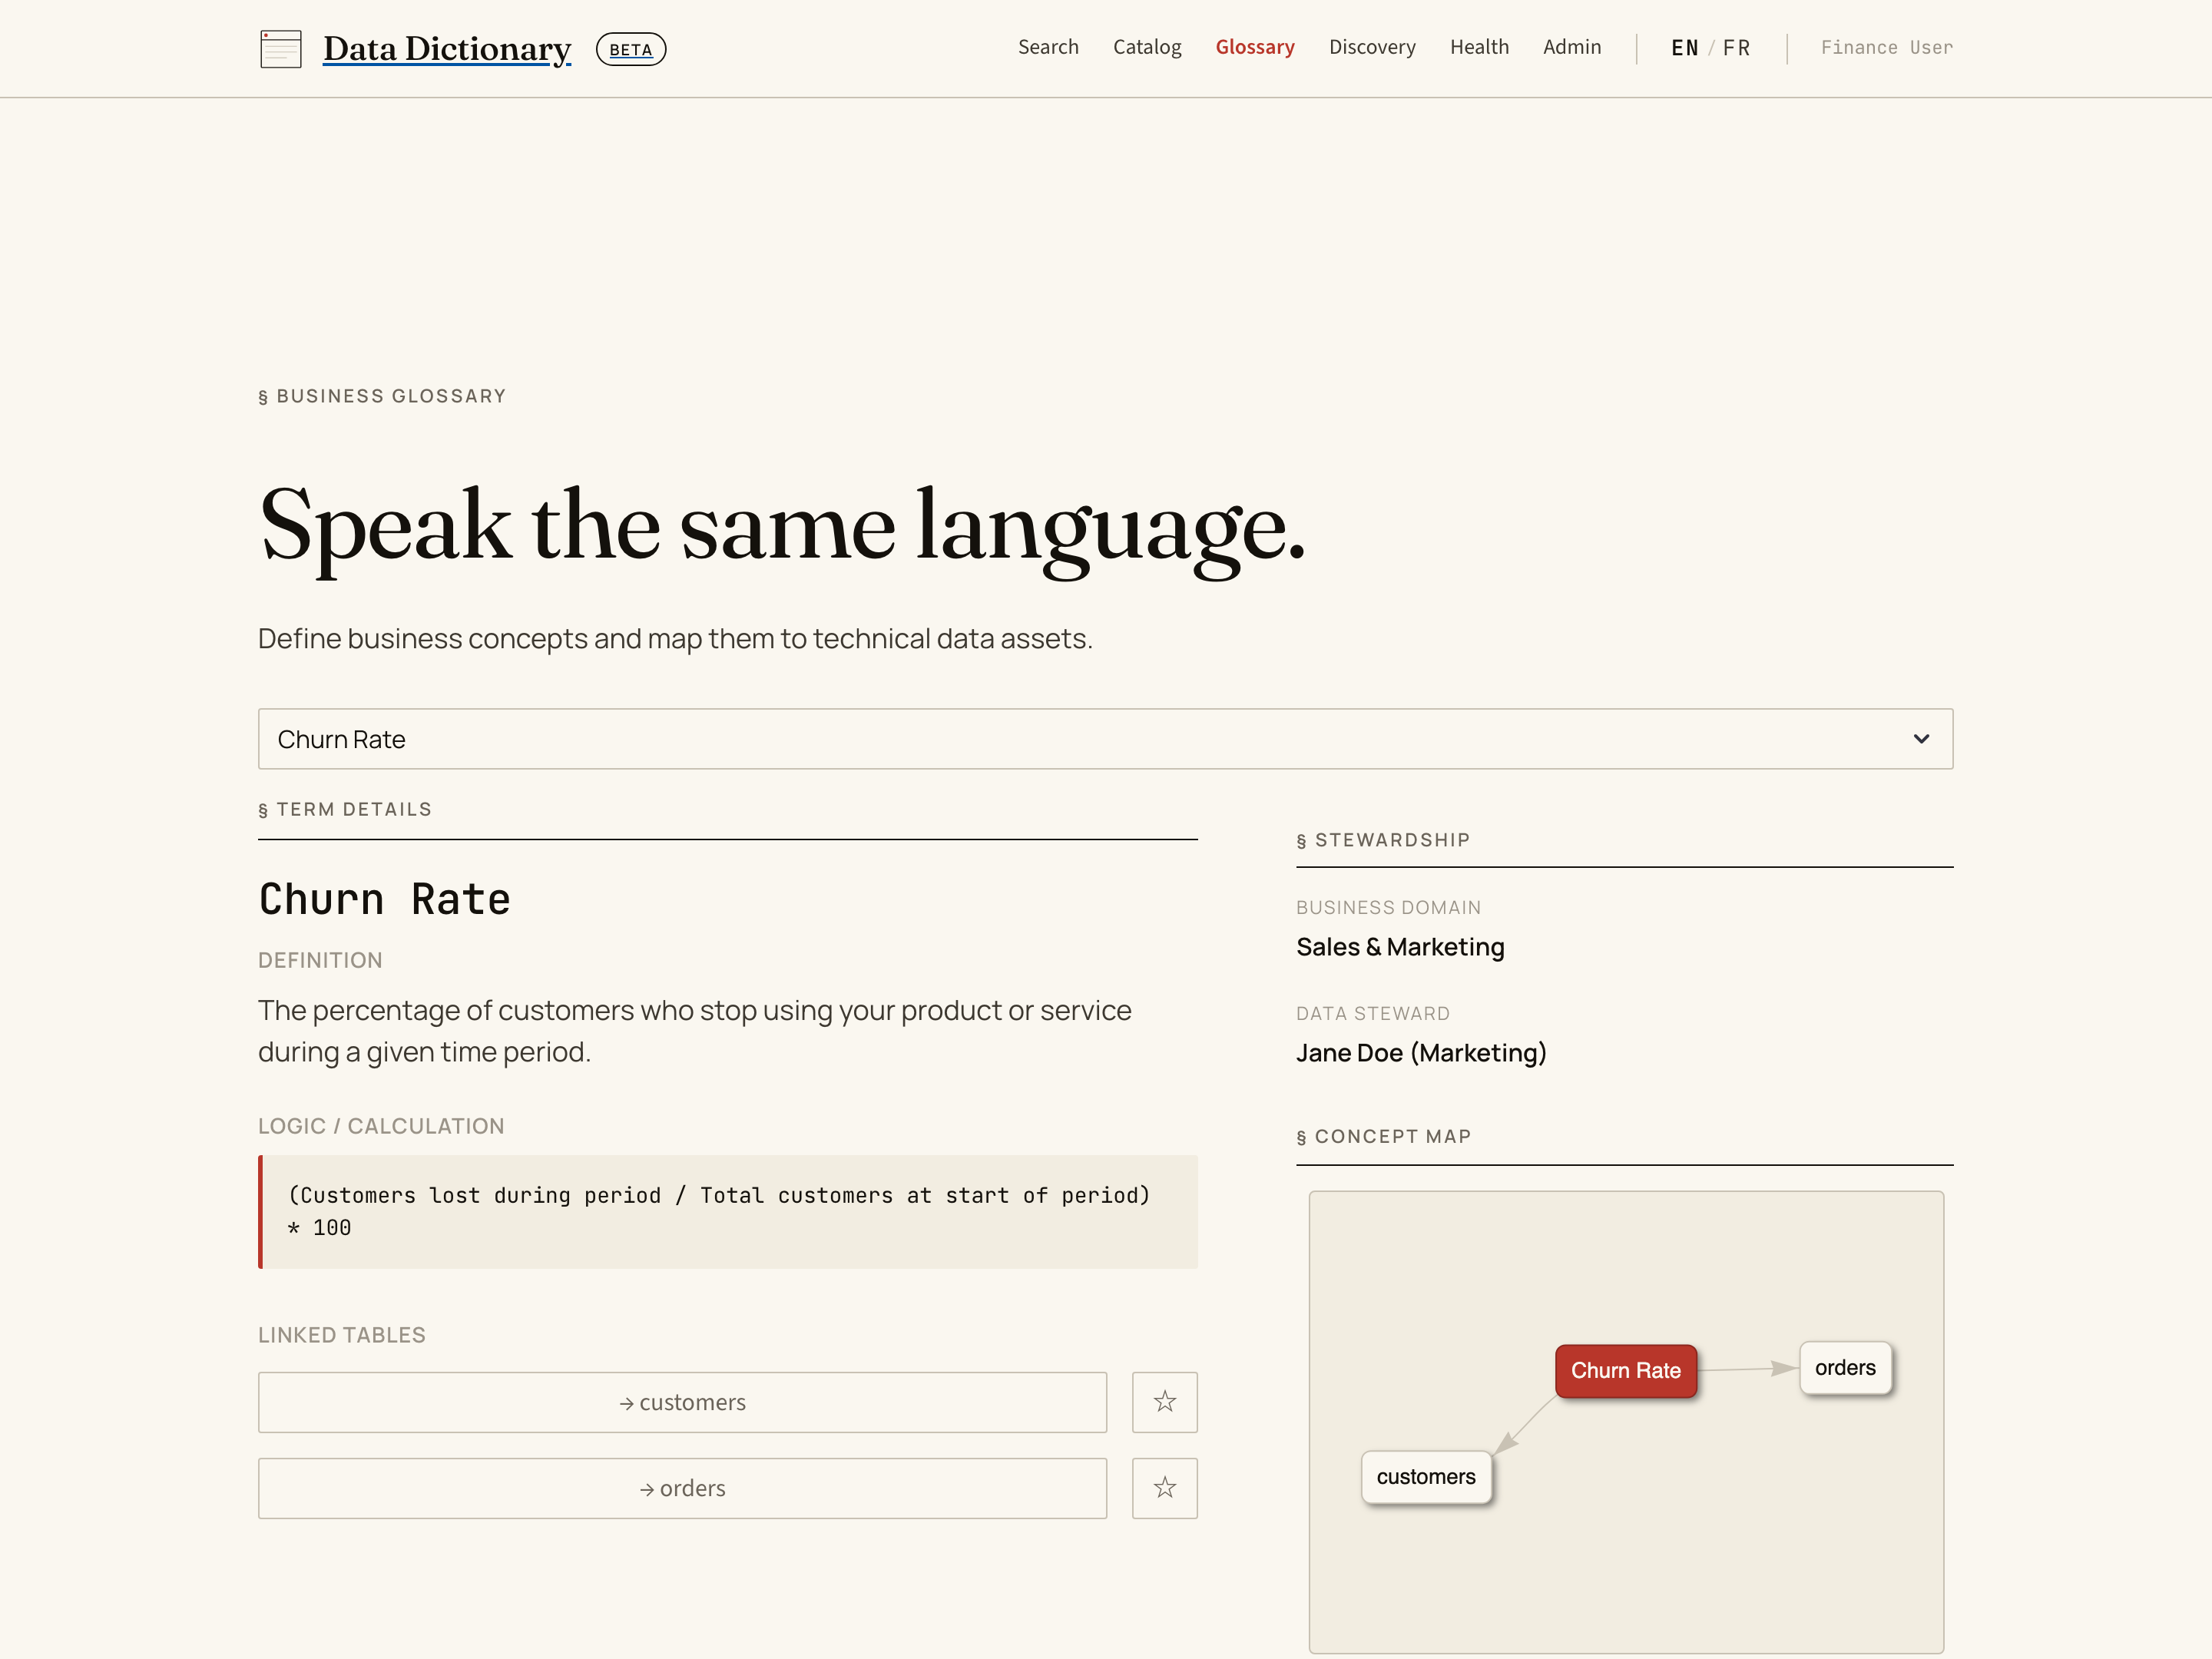 Data Dictionary BETA
Search Catalog Glossary Discovery Health Admin EN / FR Finance User
§ BUSINESS GLOSSARY
Speak the same language.
Define business concepts and map them to technical data assets.
Churn Rate
§ TERM DETAILS
Churn Rate
DEFINITION
The percentage of customers who stop using your product or service
during a given time period.
LOGIC / CALCULATION
(Customers lost during period / Total customers at start of period)
* 100
LINKED TABLES
→ customers ☆
→ orders ☆
§ STEWARDSHIP
BUSINESS DOMAIN
Sales & Marketing
DATA STEWARD
Jane Doe (Marketing)
§ CONCEPT MAP
Churn Rate
orders
customers